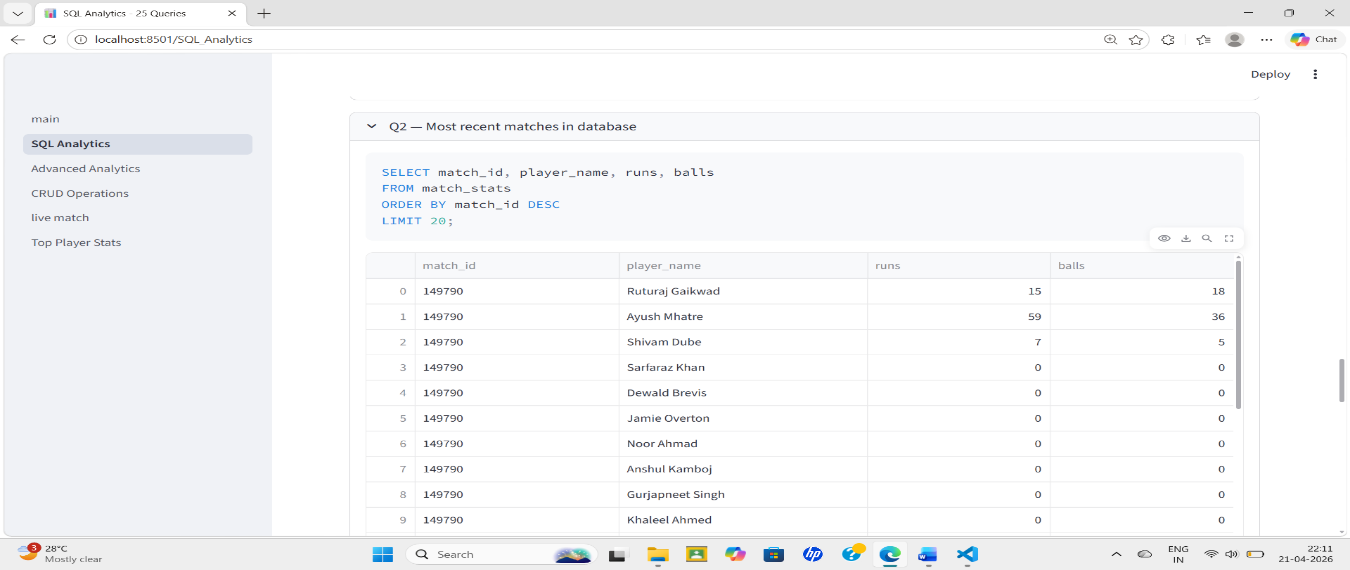 SQL Analytics · 25 Queries
localhost:8501/SQL_Analytics
Chat
Deploy
main
SQL Analytics
Advanced Analytics
CRUD Operations
live match
Top Player Stats
Q2 — Most recent matches in database
SELECT match_id, player_name, runs, balls
FROM match_stats
ORDER BY match_id DESC
LIMIT 20;
match_id player_name runs balls
0 149790 Ruturaj Gaikwad 15 18
1 149790 Ayush Mhatre 59 36
2 149790 Shivam Dube 7 5
3 149790 Sarfaraz Khan 0 0
4 149790 Dewald Brevis 0 0
5 149790 Jamie Overton 0 0
6 149790 Noor Ahmad 0 0
7 149790 Anshul Kamboj 0 0
8 149790 Gurjapneet Singh 0 0
9 149790 Khaleel Ahmed 0 0
3
28°C
Mostly clear
Search
hp
ENG
IN
22:11
21-04-2026